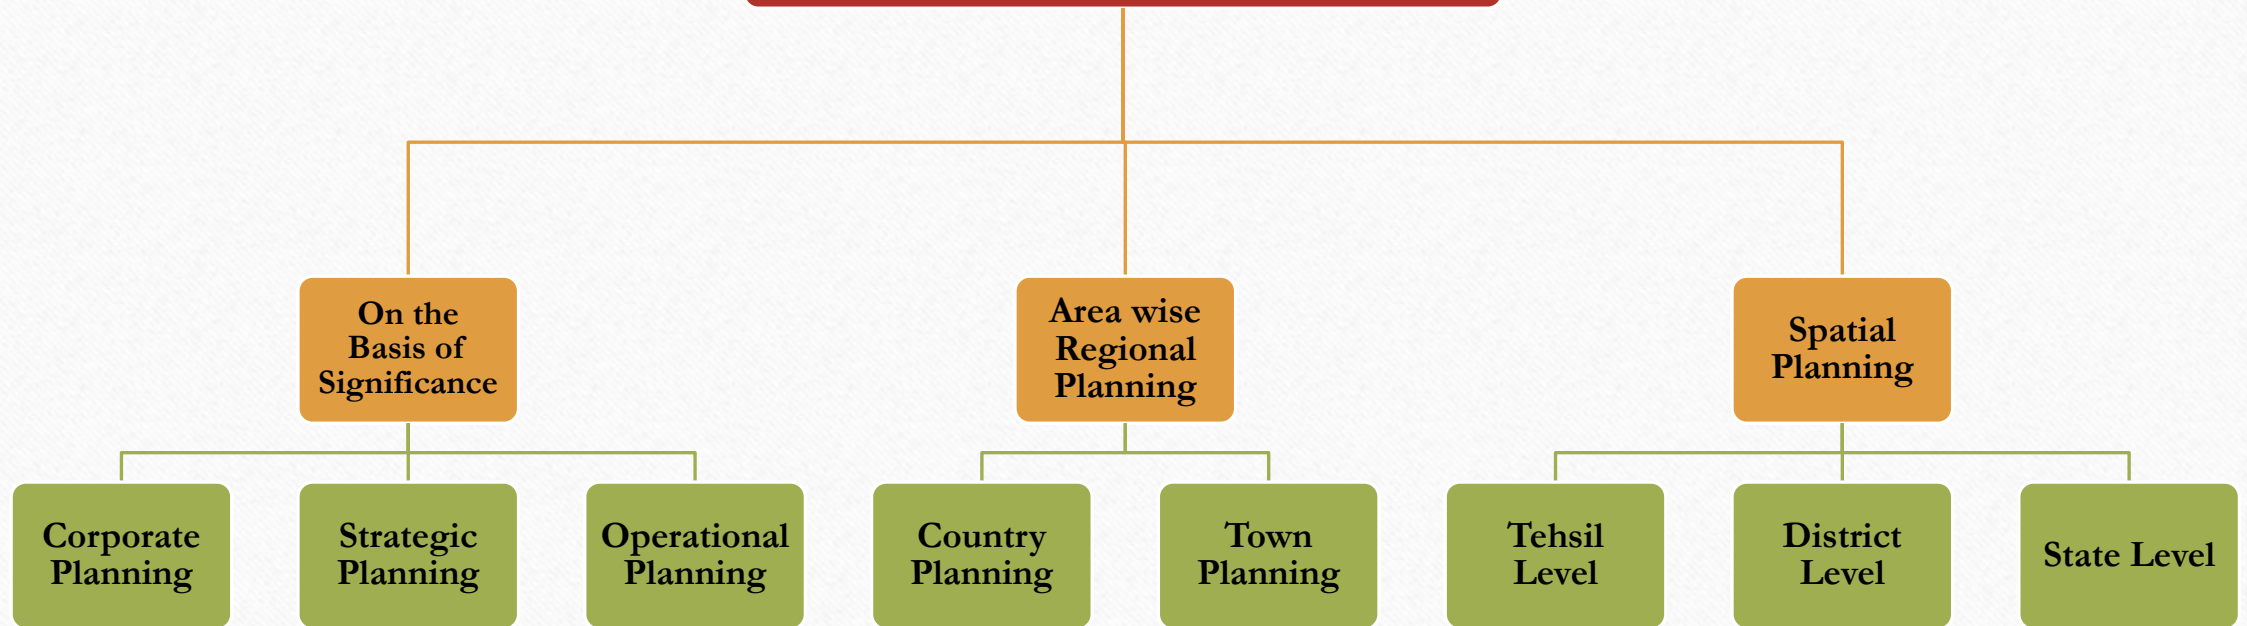 On the
Basis of
Significance
Area wise
Regional
Planning
Spatial
Planning
Corporate
Planning
Strategic
Planning
Operational
Planning
Country
Planning
Town
Planning
Tehsil
Level
District
Level
State Level